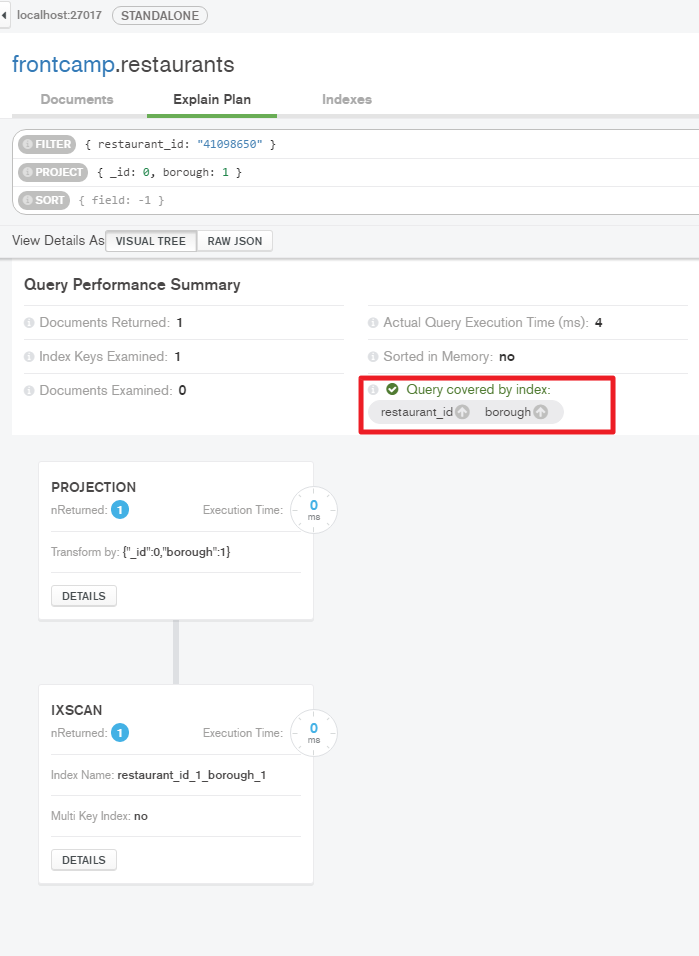 localhost:27017 STANDALONE
frontcamp.restaurants
Documents Explain Plan Indexes
FILTER { restaurant_id: "41098650" }
PROJECT { _id: 0, borough: 1 }
SORT { field: -1 }
View Details As VISUAL TREE RAW JSON
Query Performance Summary
Documents Returned: 1
Actual Query Execution Time (ms): 4
Index Keys Examined: 1
Sorted in Memory: no
Documents Examined: 0
Query covered by index:
restaurant_id borough
PROJECTION
nReturned: 1 Execution Time: 0 ms
Transform by: {"_id":0,"borough":1}
DETAILS
IXSCAN
nReturned: 1 Execution Time: 0 ms
Index Name: restaurant_id_1_borough_1
Multi Key Index: no
DETAILS